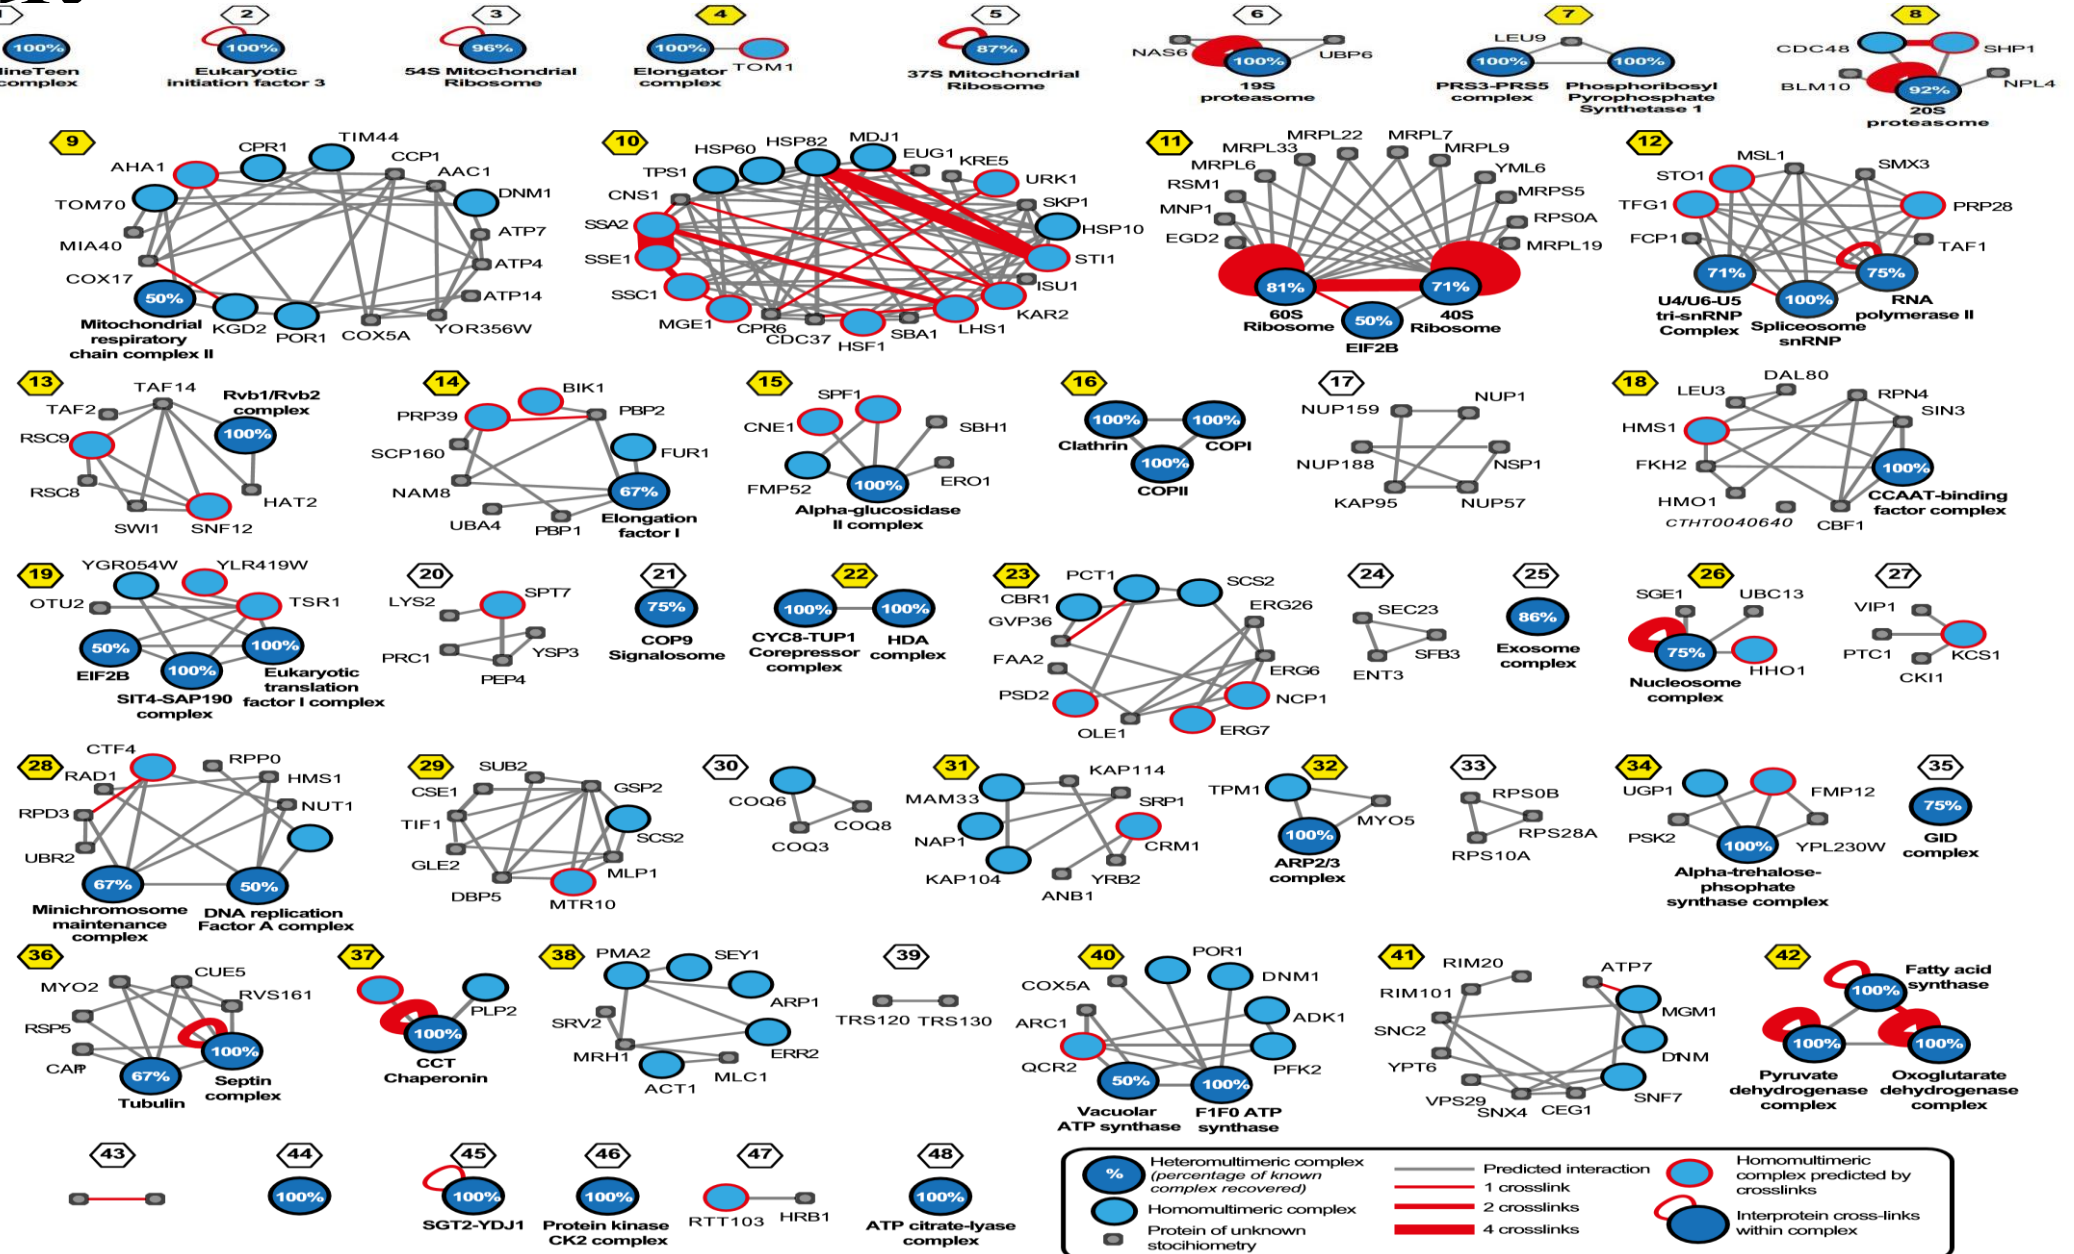 2
3
4
5
6
7
8
100%
ineTeen
complex
100%
Eukaryotic
initiation factor 3
96%
54S Mitochondrial
Ribosome
100%
TOM1
Elongator
complex
87%
37S Mitochondrial
Ribosome
NAS6
UBP6
100%
19S
proteasome
LEU9
100%
100%
PRS3-PRS5
complex
Phosphoribosyl
Pyrophosphate
Synthetase 1
CDC48
SHP1
BLM10
NPL4
92%
20S
proteasome
9
TIM44
CPR1
CCP1
AHA1
AAC1
DNM1
TOM70
ATP7
MIA40
ATP4
COX17
ATP14
50%
KGD2
POR1
COX5A
YOR356W
Mitochondrial
respiratory
chain complex II
10
HSP82
MDJ1
HSP60
EUG1
KRE5
TPS1
URK1
CNS1
SKP1
SSA2
HSP10
SSE1
STI1
SSC1
ISU1
MGE1
KAR2
CPR6
LHS1
CDC37
SBA1
HSF1
11
MRPL22
MRPL7
MRPL33
MRPL9
MRPL6
YML6
RSM1
MRPS5
MNP1
RPS0A
EGD2
MRPL19
81%
71%
60S
Ribosome
50%
40S
Ribosome
EIF2B
12
MSL1
SMX3
STO1
TFG1
PRP28
FCP1
TAF1
71%
75%
100%
U4/U6-U5
tri-snRNP
Complex
Spliceosome
snRNP
RNA
polymerase II
13
TAF14
Rvb1/Rvb2
complex
TAF2
RSC9
100%
RSC8
HAT2
SWI1
SNF12
14
BIK1
PRP39
PBP2
SCP160
FUR1
NAM8
67%
UBA4
PBP1
Elongation
factor I
15
SPF1
CNE1
SBH1
FMP52
ERO1
100%
Alpha-glucosidase
II complex
16
100%
100%
Clathrin
COPI
100%
COPII
17
NUP159
NUP1
NUP188
NSP1
KAP95
NUP57
18
DAL80
LEU3
RPN4
SIN3
HMS1
FKH2
100%
HMO1
CCAAT-binding
factor complex
CTHT0040640
CBF1
19
YGR054W
YLR419W
OTU2
TSR1
50%
100%
100%
EIF2B
SIT4-SAP190
complex
Eukaryotic
translation
factor I complex
20
LYS2
SPT7
PRC1
YSP3
PEP4
21
75%
COP9
Signalosome
22
100%
100%
CYC8-TUP1
Corepressor
complex
HDA
complex
23
PCT1
SCS2
CBR1
ERG26
GVP36
FAA2
ERG6
PSD2
NCP1
OLE1
ERG7
24
SEC23
SFB3
ENT3
25
86%
Exosome
complex
26
SGE1
UBC13
75%
HHO1
Nucleosome
complex
27
VIP1
PTC1
KCS1
CKI1
28
CTF4
RPP0
RAD1
HMS1
RPD3
NUT1
UBR2
67%
50%
Minichromosome
maintenance
complex
DNA replication
Factor A complex
29
SUB2
CSE1
GSP2
TIF1
SCS2
GLE2
MLP1
DBP5
MTR10
30
COQ6
COQ8
COQ3
31
KAP114
MAM33
SRP1
NAP1
CRM1
KAP104
YRB2
ANB1
32
TPM1
MYO5
100%
ARP2/3
complex
33
RPS0B
RPS28A
RPS10A
34
UGP1
FMP12
PSK2
YPL230W
100%
Alpha-trehalose-
phsophate
synthase complex
35
75%
GID
complex
36
MYO2
CUE5
RVS161
RSP5
100%
67%
Septin
complex
Tubulin
37
PLP2
100%
CCT
Chaperonin
38
PMA2
SEY1
ARP1
SRV2
ERR2
MRH1
MLC1
ACT1
39
TRS120 TRS130
40
POR1
DNM1
COX5A
ADK1
ARC1
QCR2
PFK2
50%
100%
Vacuolar
ATP synthase
F1F0 ATP
synthase
41
RIM20
ATP7
RIM101
MGM1
SNC2
YPT6
SNF7
VPS29
SNX4
CEG1
42
Fatty acid
synthase
100%
100%
100%
Pyruvate
dehydrogenase
complex
Oxoglutarate
dehydrogenase
complex
43
44
100%
45
100%
SGT2-YDJ1
46
100%
Protein kinase
CK2 complex
47
RTT103
HRB1
48
100%
ATP citrate-lyase
complex
%
Heteromultimeric complex
(percentage of known
complex recovered)
Homomultimeric complex
Protein of unknown
stocihiometry
Predicted interaction
1 crosslink
2 crosslinks
4 crosslinks
Homomultimeric
complex predicted by
crosslinks
Interprotein cross-links
within complex